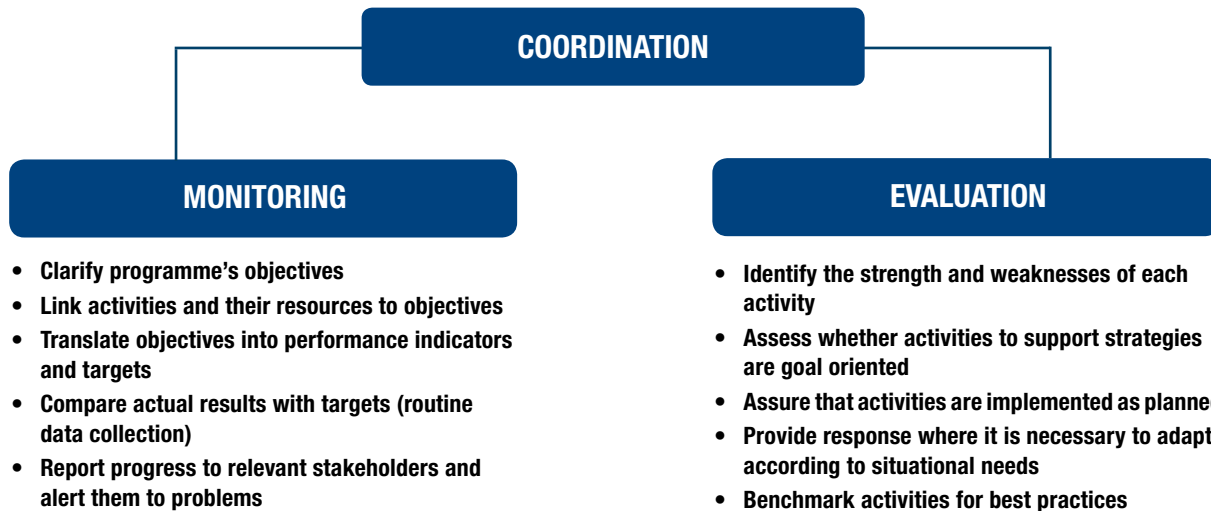 COORDINATION
MONITORING
• Clarify programme’s objectives
• Link activities and their resources to objectives
• Translate objectives into performance indicators
and targets
• Compare actual results with targets (routine
data collection)
• Report progress to relevant stakeholders and
alert them to problems
EVALUATION
• Identify the strength and weaknesses of each
activity
• Assess whether activities to support strategies
are goal oriented
• Assure that activities are implemented as planne
• Provide response where it is necessary to adapt
according to situational needs
• Benchmark activities for best practices